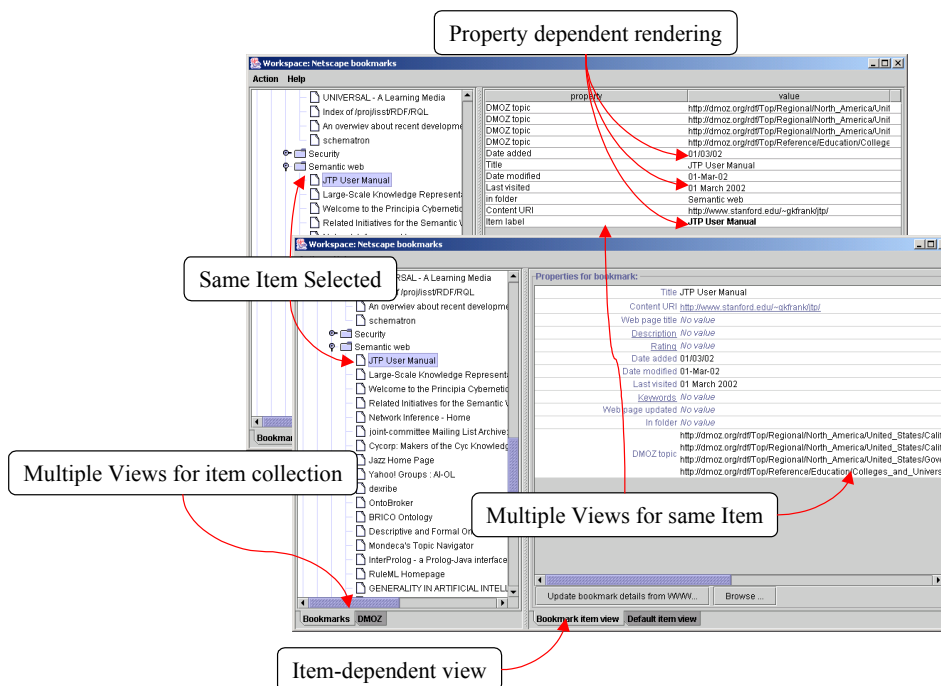 Property dependent rendering
Workspace: Netscape bookmarks
Action Help
UNIVERSAL - A Learning Media
Index of /proj/isst/RDF/RQL
An overwiev about recent developme
schematron
Security
Semantic web
JTP User Manual
Large-Scale Knowledge Representa
Welcome to the Principia Cybernetic
Related Initiatives for the Semantic W
property value
DMOZ topic http://dmoz.org/rdf/Top/Regional/North_America/Unit
DMOZ topic http://dmoz.org/rdf/Top/Regional/North_America/Unit
DMOZ topic http://dmoz.org/rdf/Top/Regional/North_America/Unit
DMOZ topic http://dmoz.org/rdf/Top/Reference/Education/College
Date added 01/03/02
Title JTP User Manual
Date modified 01-Mar-02
Last visited 01 March 2002
in folder Semantic web
Content URI http://www.stanford.edu/~gkfrank/jtp/
Item label JTP User Manual
Bookmar
Same Item Selected
Workspace: Netscape bookmarks
RSAL - A Learning Media
f /proj/isst/RDF/RQL
An overwiev about recent developme
schematron
Security
Semantic web
JTP User Manual
Large-Scale Knowledge Representa
Welcome to the Principia Cybernetic
Related Initiatives for the Semantic W
Network Inference - Home
joint-committee Mailing List Archive:
Cycorp: Makers of the Cyc Knowledg
Jazz Home Page
Yahoo! Groups : AI-OL
dexribe
OntoBroker
BRICO Ontology
Descriptive and Formal On
Mondeca's Topic Navigator
InterProlog - a Prolog-Java interface
RuleML Homepage
GENERALITY IN ARTIFICIAL INTELL
Bookmarks DMOZ
Properties for bookmark:
Title JTP User Manual
Content URI http://www.stanford.edu/~gkfrank/jtp/
Web page title No value
Description No value
Rating No value
Date added 01/03/02
Date modified 01-Mar-02
Last visited 01 March 2002
Keywords No value
Web page updated No value
In folder No value
http://dmoz.org/rdf/Top/Regional/North_America/United_States/Calif
DMOZ topic http://dmoz.org/rdf/Top/Regional/North_America/United_States/Calif
http://dmoz.org/rdf/Top/Regional/North_America/United_States/Gove
http://dmoz.org/rdf/Top/Reference/Education/Colleges_and_Univers
Update bookmark details from WWW... Browse ...
Bookmark item view Default item view
Multiple Views for item collection
Multiple Views for same Item
Item-dependent view